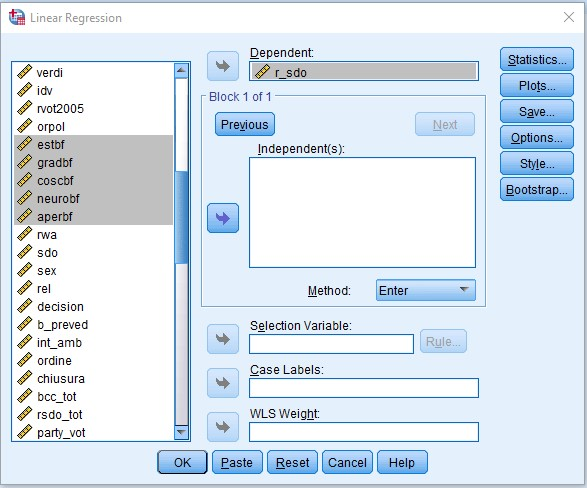 Linear Regression
verdi
idv
rvot2005
orpol
estbf
gradbf
coscbf
neurobf
aperbf
rwa
sdo
sex
rel
decision
b_preved
int_amb
ordine
chiusura
bcc_tot
rsdo_tot
party_vot
Dependent:
r_sdo
Block 1 of 1
Previous
Next
Independent(s):
Method:
Enter
Selection Variable:
Rule...
Case Labels:
WLS Weight:
Statistics...
Plots...
Save...
Options...
Style...
Bootstrap...
OK
Paste
Reset
Cancel
Help